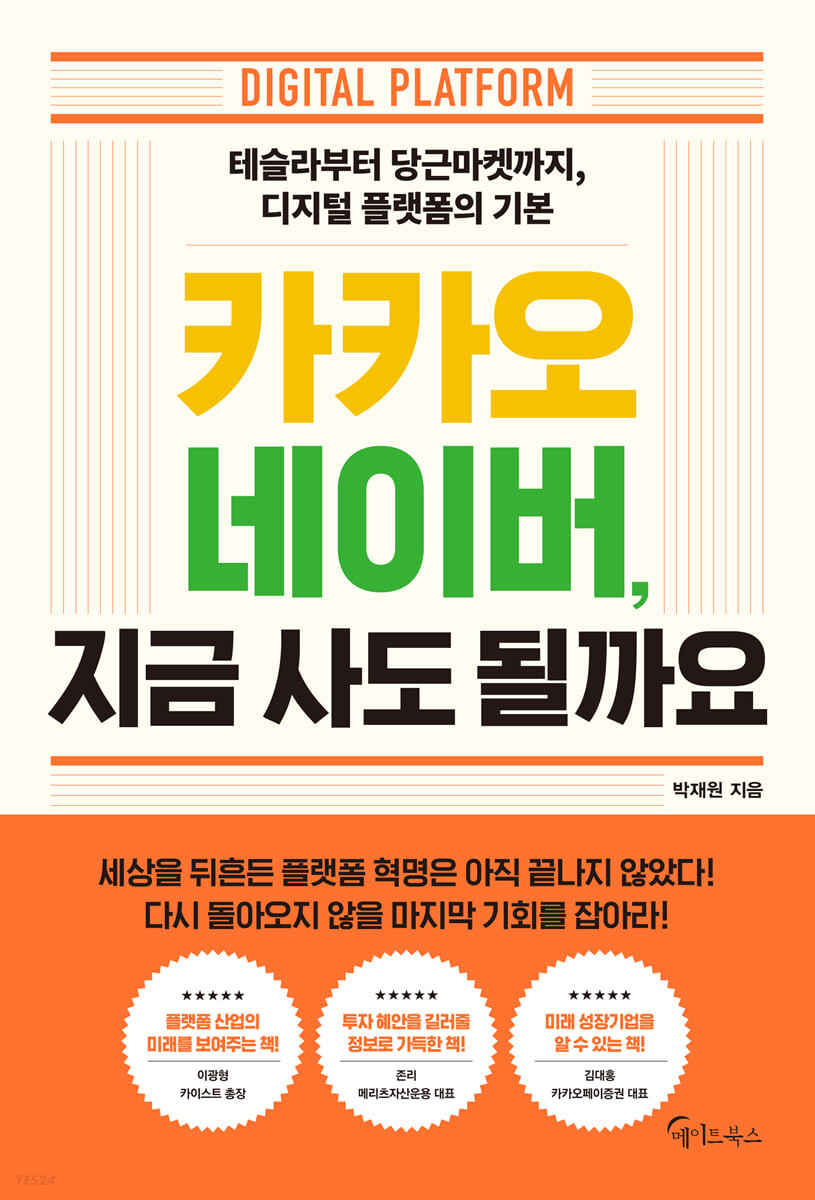 DIGITAL PLATFORM
테슬라부터 당근마켓까지,
디지털 플랫폼의 기본
카카오
네이버,
지금 사도 될까요
박재원 지음
세상을 뒤흔든 플랫폼 혁명은 아직 끝나지 않았다!
다시 돌아오지 않을 마지막 기회를 잡아라!
★★★★★
플랫폼 산업의
미래를 보여주는 책!
이광형
카이스트 총장
★★★★★
투자 혜안을 길러줄
정보로 가득한 책!
존리
메리츠자산운용 대표
★★★★★
미래 성장기업을
알 수 있는 책!
김대홍
카카오페이증권 대표
메이트북스
YES24